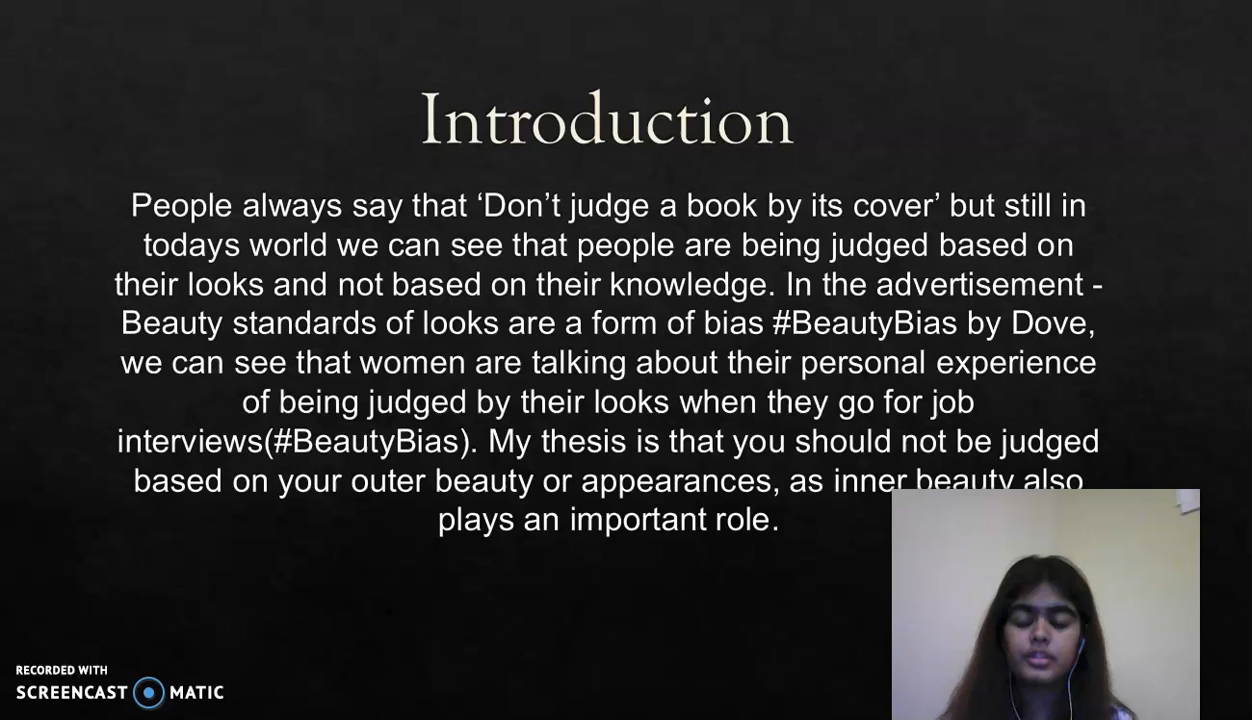 Introduction
People always say that ‘Don’t judge a book by its cover’ but still in
todays world we can see that people are being judged based on
their looks and not based on their knowledge. In the advertisement -
Beauty standards of looks are a form of bias #BeautyBias by Dove,
we can see that women are talking about their personal experience
of being judged by their looks when they go for job
interviews(#BeautyBias). My thesis is that you should not be judged
based on your outer beauty or appearances, as inner beauty also
plays an important role.
RECORDED WITH
SCREENCAST MATIC